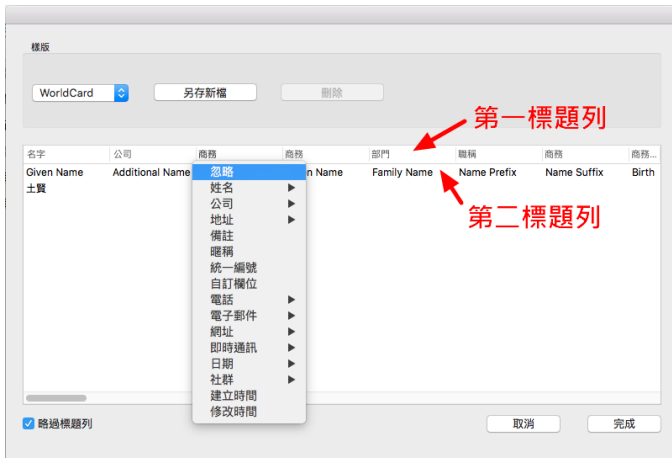 樣版
WorldCard 另存新檔 刪除
第一標題列
名字 公司 商務 商務 部門 職稱 商務 商務...
Given Name Additional Name n Name Family Name Name Prefix Name Suffix Birth
土賢
第二標題列
忽略
姓名
公司
地址
備註
暱稱
統一編號
自訂欄位
電話
電子郵件
網址
即時通訊
日期
社群
建立時間
修改時間
略過標題列 取消 完成